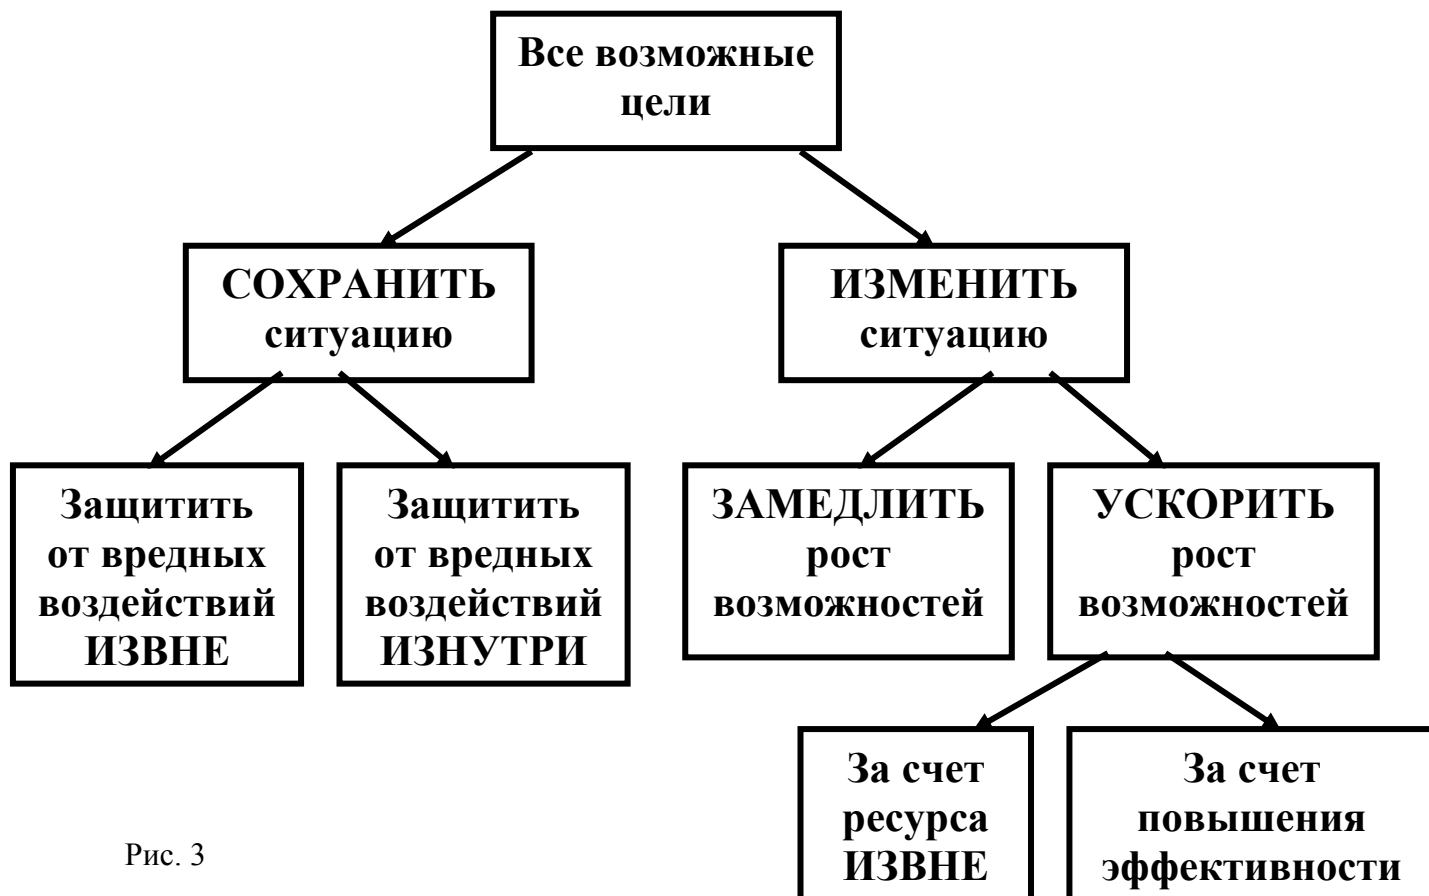 Все возможные
цели
СОХРАНИТЬ
ситуацию
ИЗМЕНИТЬ
ситуацию
Защитить
от вредных
воздействий
ИЗВНЕ
Защитить
от вредных
воздействий
ИЗНУТРИ
ЗАМЕДЛИТЬ
рост
возможностей
УСКОРИТЬ
рост
возможностей
За счет
ресурса
ИЗВНЕ
За счет
повышения
эффективности
Рис. 3